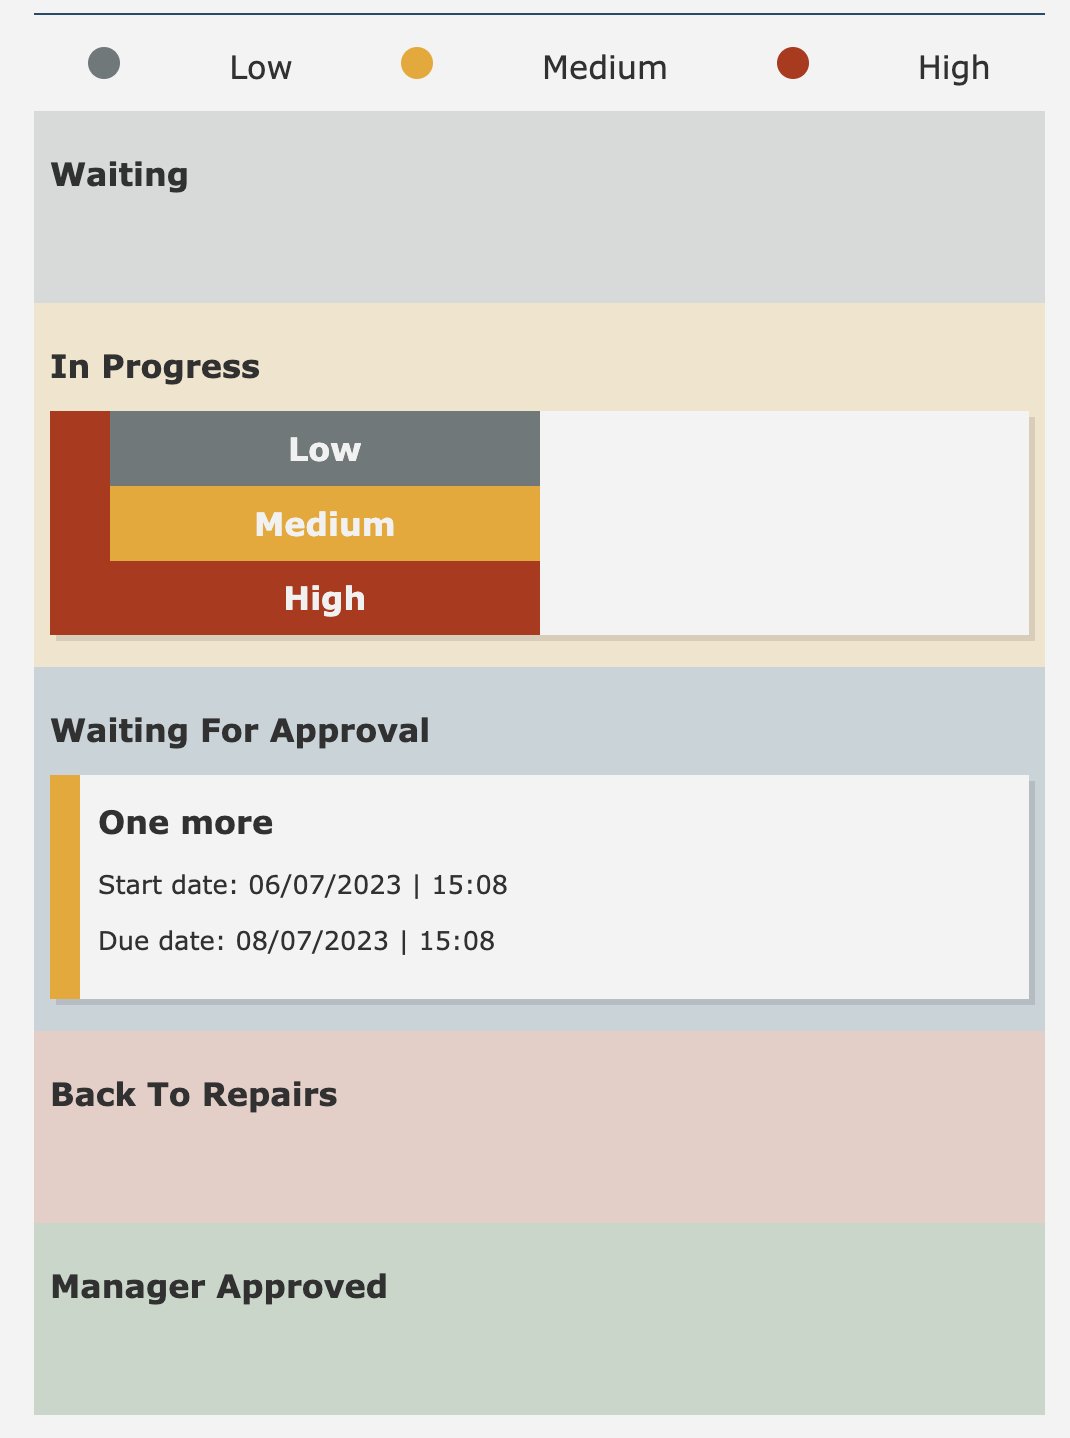 Low Medium High
Waiting
In Progress
Low
Medium
High
Waiting For Approval
One more
Start date: 06/07/2023 | 15:08
Due date: 08/07/2023 | 15:08
Back To Repairs
Manager Approved